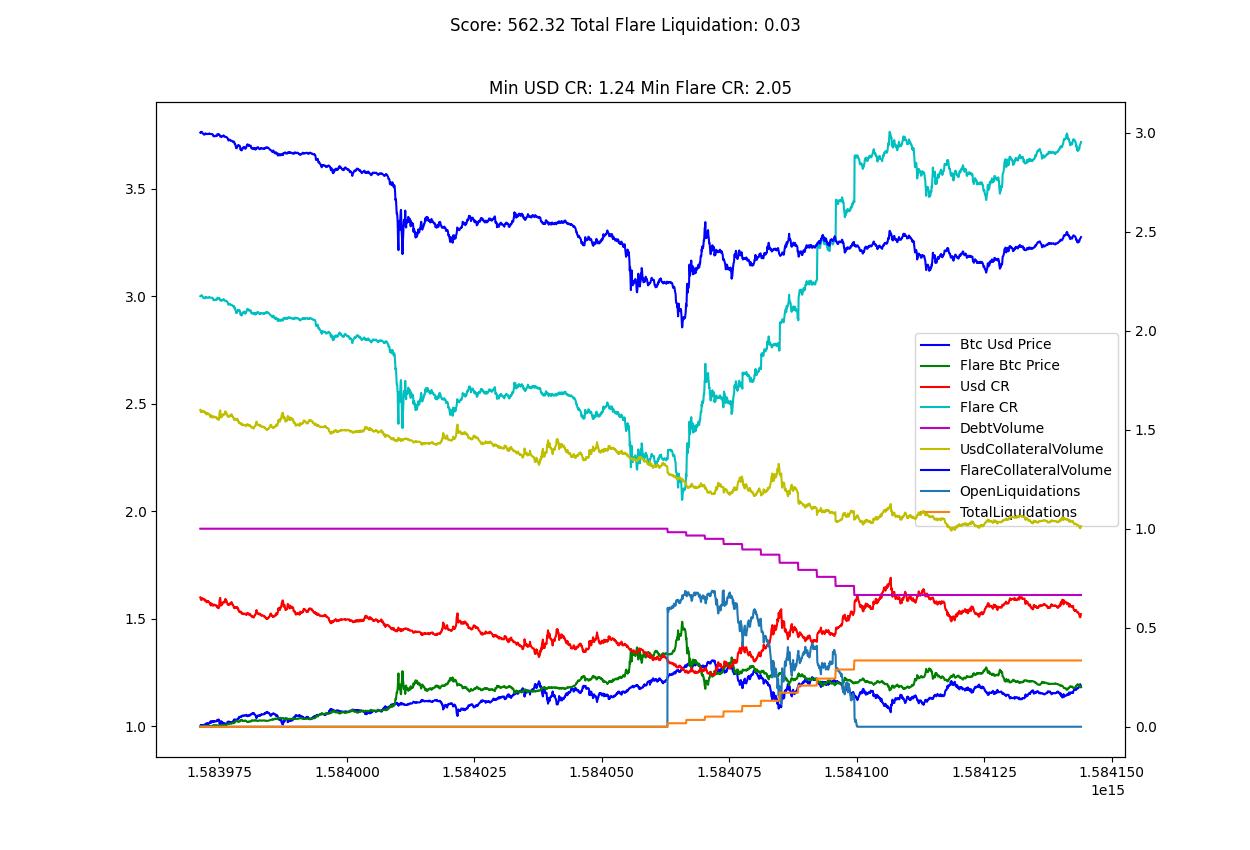 Score: 562.32 Total Flare Liquidation: 0.03
Min USD CR: 1.24 Min Flare CR: 2.05
3.5
3.0
2.5
2.0
1.5
1.0
3.0
2.5
2.0
1.5
1.0
0.5
0.0
Btc Usd Price
Flare Btc Price
Usd CR
Flare CR
DebtVolume
UsdCollateralVolume
FlareCollateralVolume
OpenLiquidations
TotalLiquidations
1.583975 1.584000 1.584025 1.584050 1.584075 1.584100 1.584125 1.584150
1e15